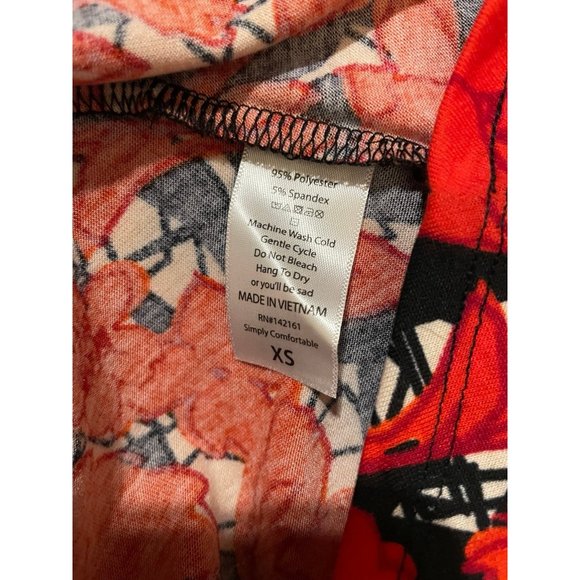 95% Polyester
5% Spandex
Machine Wash Cold
Gentle Cycle
Do Not Bleach
Hang To Dry
or you'll be sad
MADE IN VIETNAM
RN#142161
Simply Comfortable
XS